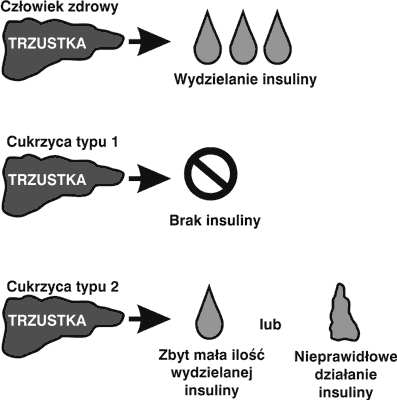 Człowiek zdrowy
TRZUSTKA
Wydzielanie insuliny
Cukrzyca typu 1
TRZUSTKA
Brak insuliny
Cukrzyca typu 2
TRZUSTKA
lub
Zbyt mała ilość
wydzielanej
insuliny
Nieprawidłowe
działanie
insuliny